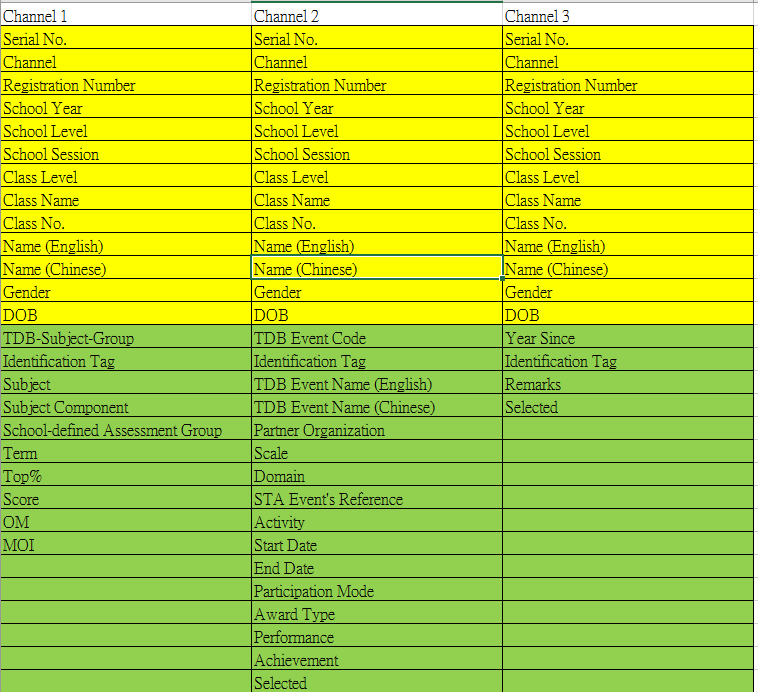 Channel 1 Channel 2 Channel 3
Serial No. Serial No. Serial No.
Channel Channel Channel
Registration Number Registration Number Registration Number
School Year School Year School Year
School Level School Level School Level
School Session School Session School Session
Class Level Class Level Class Level
Class Name Class Name Class Name
Class No. Class No. Class No.
Name (English) Name (English) Name (English)
Name (Chinese) Name (Chinese) Name (Chinese)
Gender Gender Gender
DOB DOB DOB
TDB-Subject-Group TDB Event Code Year Since
Identification Tag Identification Tag Identification Tag
Subject TDB Event Name (English) Remarks
Subject Component TDB Event Name (Chinese) Selected
School-defined Assessment Group Partner Organization
Term Scale
Top% Domain
Score STA Event's Reference
OM Activity
MOI Start Date
End Date
Participation Mode
Award Type
Performance
Achievement
Selected